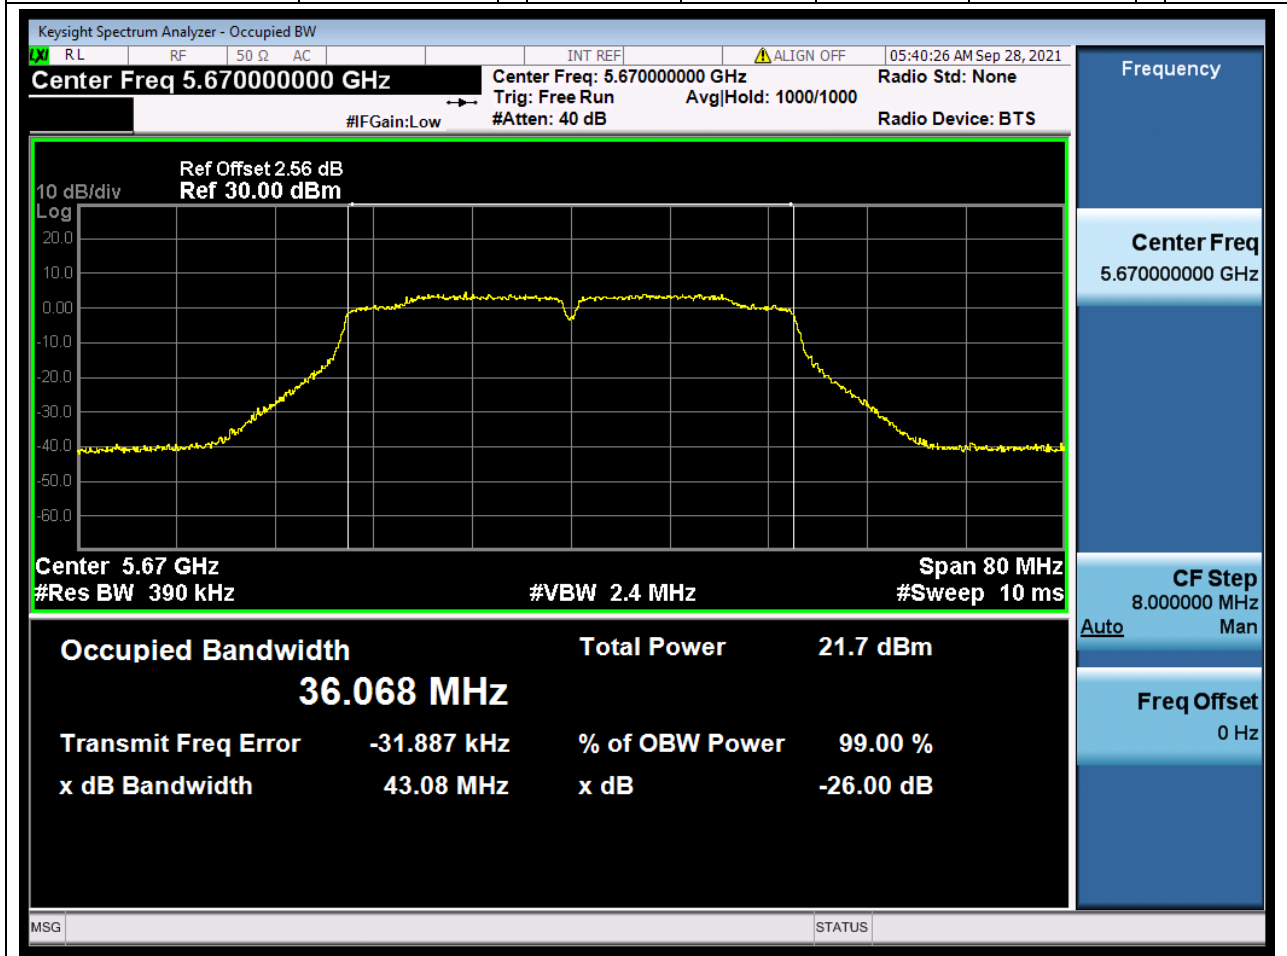 Keysight Spectrum Analyzer - Occupied BW
LXI RL RF 50 Ω AC INT REF ALIGN OFF 05:40:26 AM Sep 28, 2021
Center Freq 5.670000000 GHz
Center Freq: 5.670000000 GHz
Radio Std: None
Trig: Free Run Avg|Hold: 1000/1000
#IFGain:Low
#Atten: 40 dB
Radio Device: BTS
Ref Offset 2.56 dB
10 dB/div Ref 30.00 dBm
Log
20.0
10.0
0.00
-10.0
-20.0
-30.0
-40.0
-50.0
-60.0
Center 5.67 GHz Span 80 MHz
#Res BW 390 kHz #VBW 2.4 MHz #Sweep 10 ms
Occupied Bandwidth Total Power 21.7 dBm
36.068 MHz
Transmit Freq Error -31.887 kHz % of OBW Power 99.00 %
x dB Bandwidth 43.08 MHz x dB -26.00 dB
MSG STATUS
Frequency
Center Freq
5.670000000 GHz
CF Step
8.000000 MHz
Auto Man
Freq Offset
0 Hz